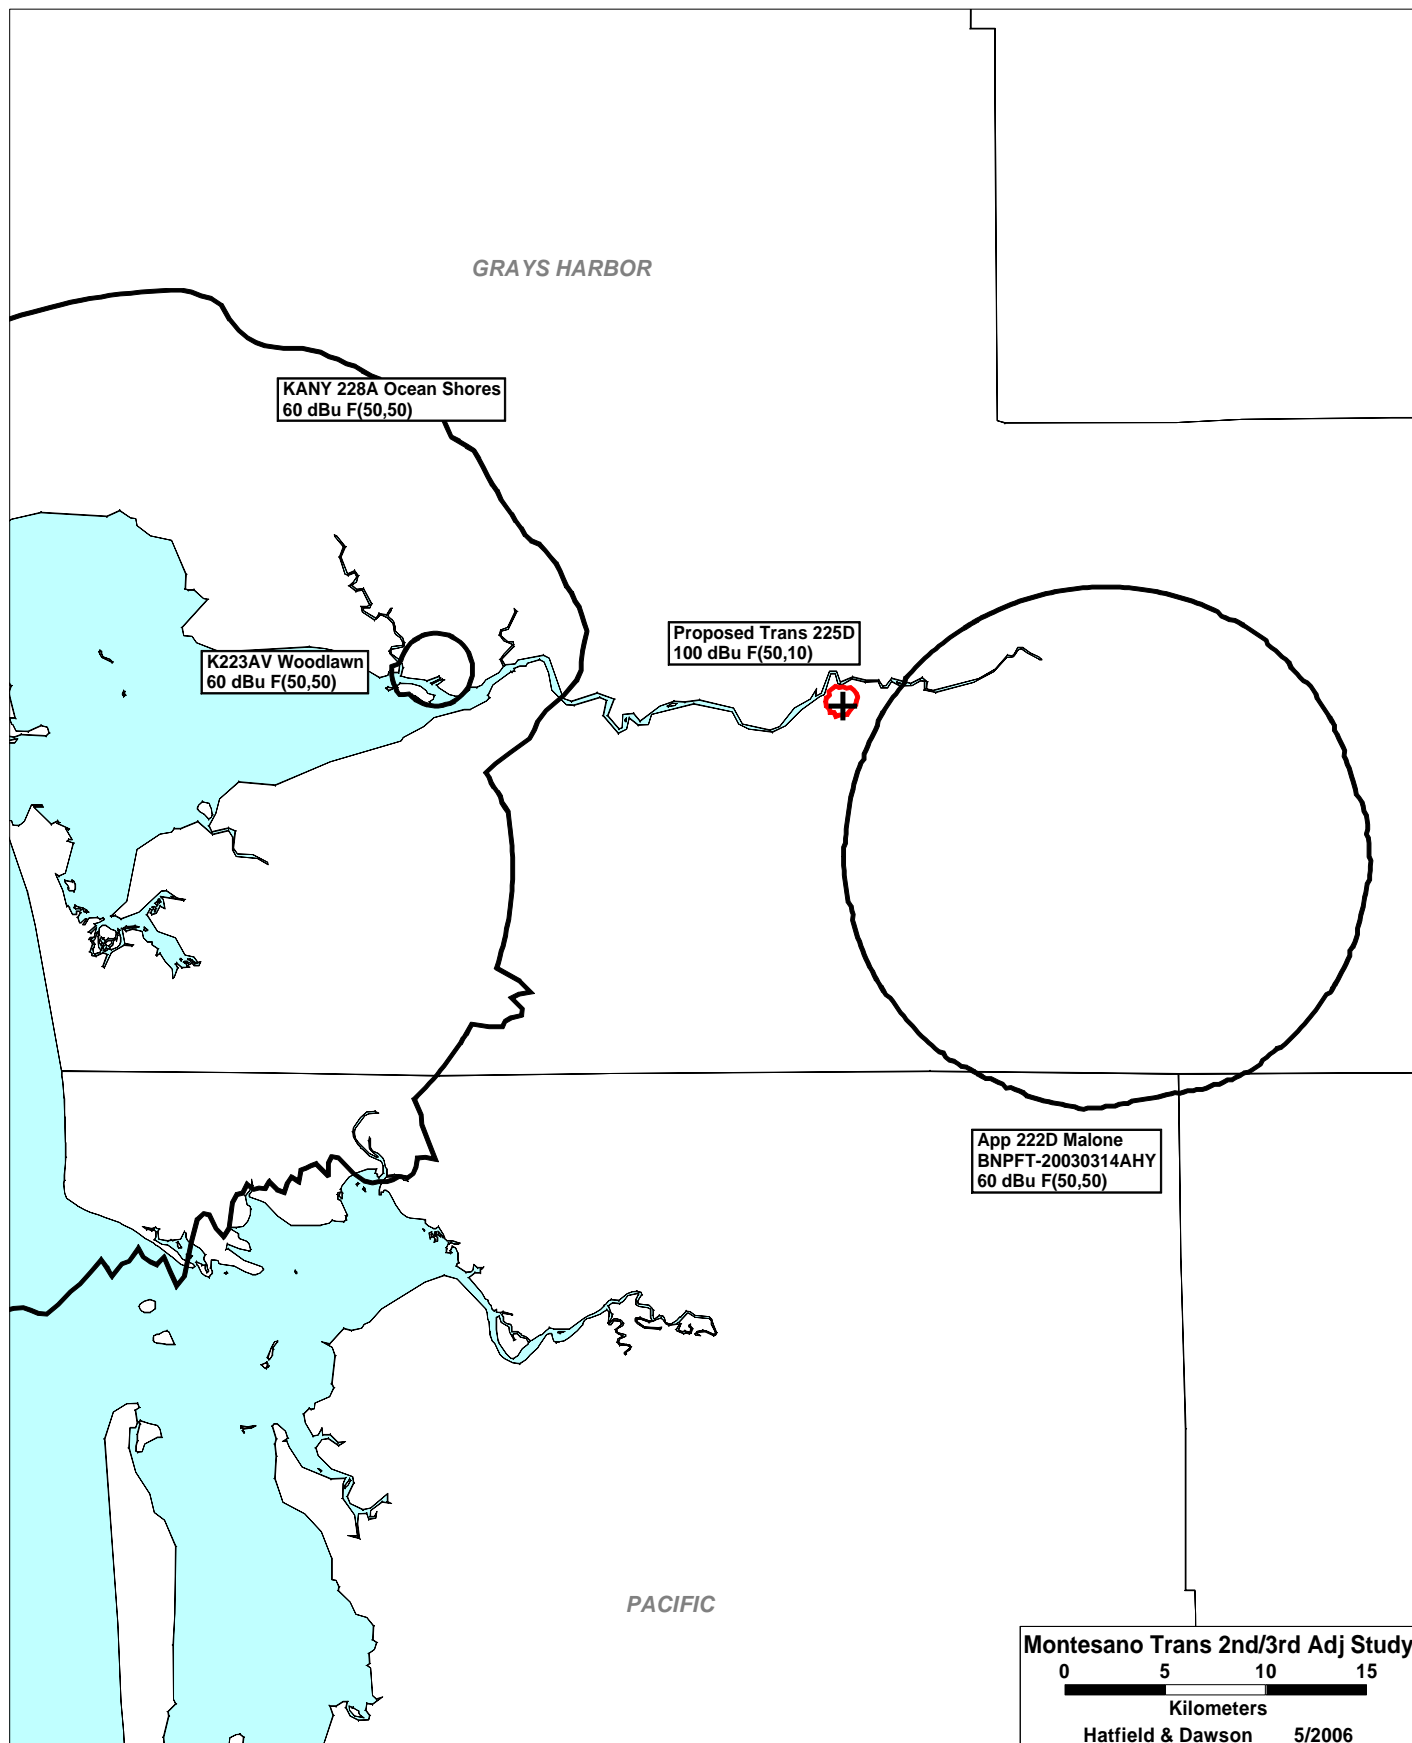 GRAYS HARBOR
KANY 228A Ocean Shores
60 dBu F(50,50)
Proposed Trans 225D
100 dBu F(50,10)
K223AV Woodlawn
60 dBu F(50,50)
App 222D Malone
BNPFT-20030314AHY
60 dBu F(50,50)
PACIFIC
Montesano Trans 2nd/3rd Adj Study
0 5 10 15
Kilometers
Hatfield & Dawson 5/2006